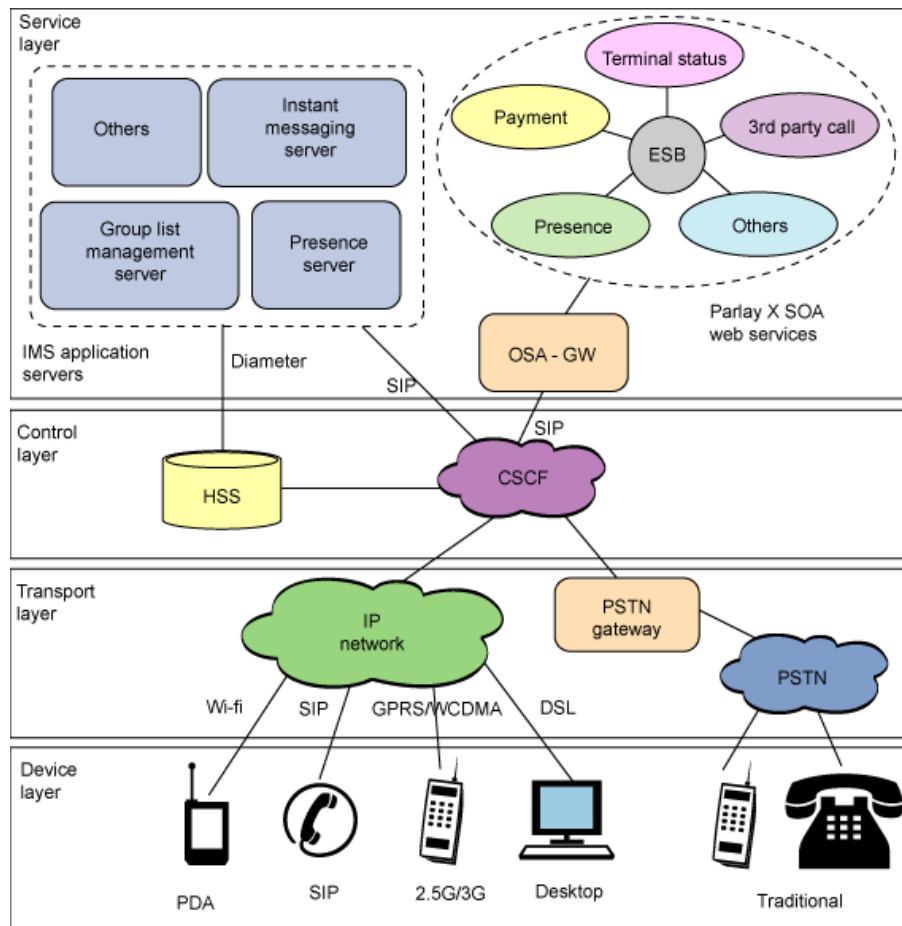 Service
layer
Others
Instant
messaging
server
Group list
management
server
Presence
server
IMS application
servers
Terminal status
Payment
3rd party call
ESB
Presence
Others
Parlay X SOA
web services
OSA - GW
Diameter
SIP
SIP
Control
layer
HSS
CSCF
Transport
layer
IP
network
PSTN
gateway
PSTN
Wi-fi
SIP
GPRS/WCDMA
DSL
Device
layer
PDA
SIP
2.5G/3G
Desktop
Traditional